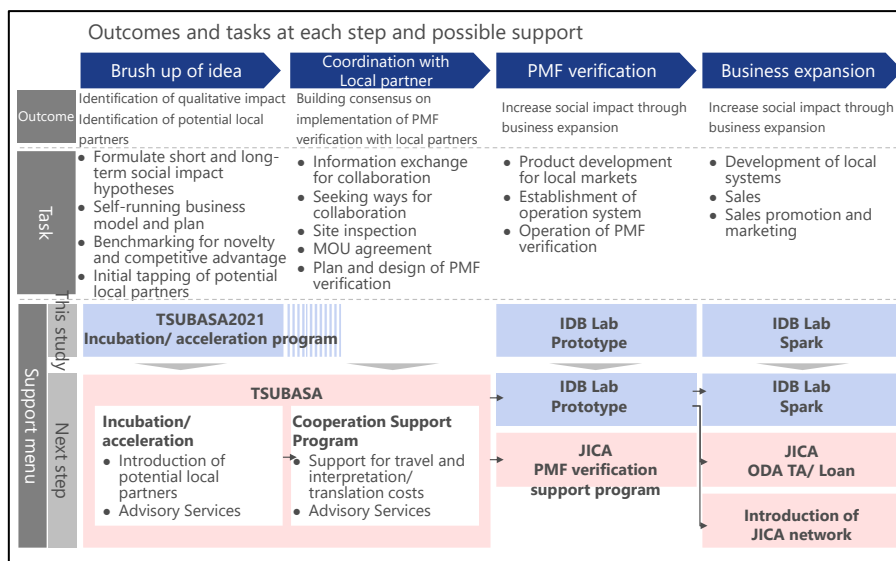 Outcomes and tasks at each step and possible support
Brush up of idea
Coordination with
Local partner
PMF verification
Business expansion
Outcome
Identification of qualitative impact
Identification of potential local
partners
Building consensus on
implementation of PMF
verification with local partners
Increase social impact through
business expansion
Increase social impact through
business expansion
Task
● Formulate short and long-
term social impact
hypotheses
● Self-running business
model and plan
● Benchmarking for novelty
and competitive advantage
● Initial tapping of potential
local partners
● Information exchange
for collaboration
● Seeking ways for
collaboration
● Site inspection
● MOU agreement
● Plan and design of PMF
verification
● Product development
for local markets
● Establishment of
operation system
● Operation of PMF
verification
● Development of local
systems
● Sales
● Sales promotion and
marketing
Support menu
This study
TSUBASA2021
Incubation/ acceleration program
IDB Lab
Prototype
IDB Lab
Spark
Next step
TSUBASA
Incubation/
acceleration
● Introduction of
potential local
partners
● Advisory Services
Cooperation Support
Program
● Support for travel and
interpretation/
translation costs
● Advisory Services
IDB Lab
Prototype
IDB Lab
Spark
JICA
PMF verification
support program
JICA
ODA TA/ Loan
Introduction of
JICA network